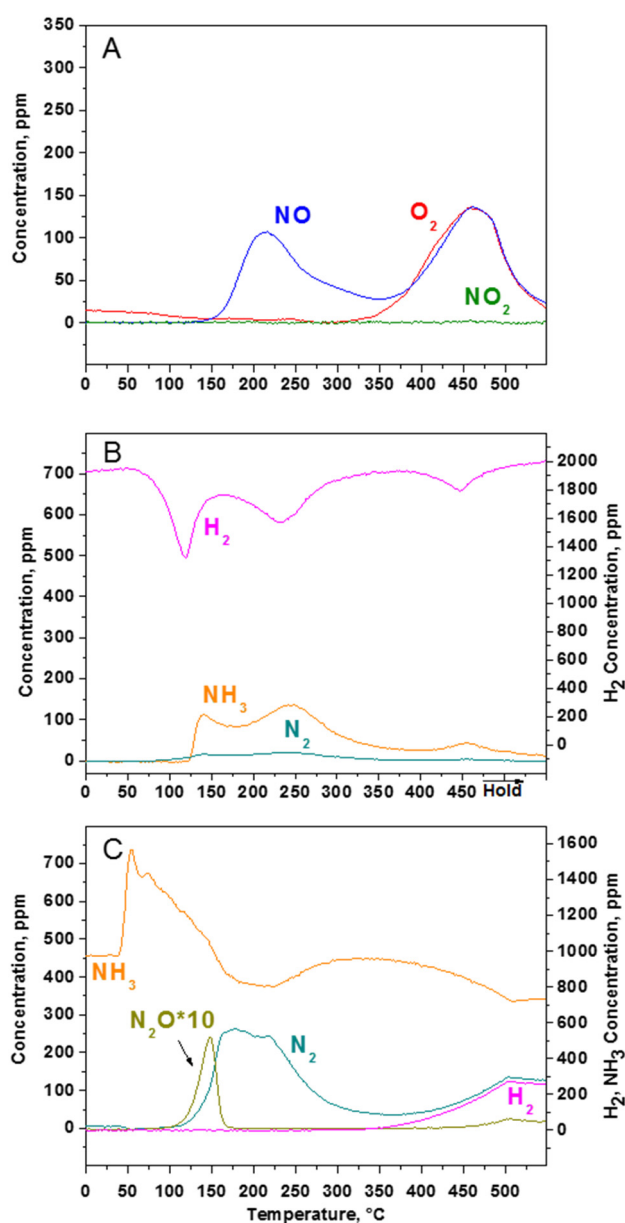 A
Concentration, ppm
350
300
250
200
150
100
50
0
NO
O2
NO2
0 50 100 150 200 250 300 350 400 450 500
B
Concentration, ppm
700
600
500
400
300
200
100
0
H2
NH3
N2
2000
1800
1600
1400
1200
1000
800
600
400
200
0
H2 Concentration, ppm
0 50 100 150 200 250 300 350 400 450 Hold
C
Concentration, ppm
700
600
500
400
300
200
100
0
NH3
N2O*10
N2
H2
1600
1400
1200
1000
800
600
400
200
0
H2, NH3 Concentration, ppm
0 50 100 150 200 250 300 350 400 450 500
Temperature, °C